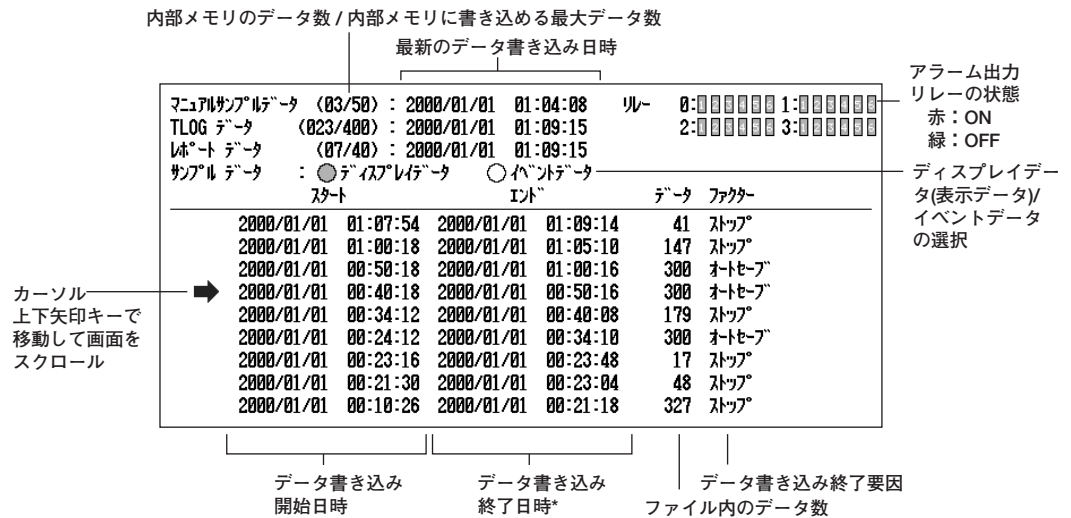 内部メモリのデータ数 / 内部メモリに書き込める最大データ数
最新のデータ書き込み日時
アラーム出力
リレーの状態
赤：ON
緑：OFF
ﾏﾆｭｱﾙｻﾝﾌﾟﾙﾃﾞｰﾀ (03/50) : 2000/01/01 01:04:08 ﾘﾚｰ 0:123456 1:123456
TLOG ﾃﾞｰﾀ (023/400) : 2000/01/01 01:09:15 2:123456 3:123456
ﾚﾎﾟｰﾄ ﾃﾞｰﾀ (07/40) : 2000/01/01 01:09:15
ｻﾝﾌﾟﾙ ﾃﾞｰﾀ : ﾃﾞｨｽﾌﾟﾚｲﾃﾞｰﾀ ｲﾍﾞﾝﾄﾃﾞｰﾀ
ディスプレイデー
タ(表示データ)/
イベントデータ
の選択
ｽﾀｰﾄ ｴﾝﾄﾞ ﾃﾞｰﾀ ﾌｧｸﾀｰ
2000/01/01 01:07:54 2000/01/01 01:09:14 41 ｽﾄｯﾌﾟ
2000/01/01 01:00:18 2000/01/01 01:05:10 147 ｽﾄｯﾌﾟ
2000/01/01 00:50:18 2000/01/01 01:00:16 300 ｵｰﾄｾｰﾌﾞ
2000/01/01 00:40:18 2000/01/01 00:50:16 300 ｵｰﾄｾｰﾌﾞ
2000/01/01 00:34:12 2000/01/01 00:40:08 179 ｽﾄｯﾌﾟ
2000/01/01 00:24:12 2000/01/01 00:34:10 300 ｵｰﾄｾｰﾌﾞ
2000/01/01 00:23:16 2000/01/01 00:23:48 17 ｽﾄｯﾌﾟ
2000/01/01 00:21:30 2000/01/01 00:23:04 48 ｽﾄｯﾌﾟ
2000/01/01 00:10:26 2000/01/01 00:21:18 327 ｽﾄｯﾌﾟ
カーソル
上下矢印キーで
移動して画面を
スクロール
データ書き込み
開始日時
データ書き込み
終了日時*
データ書き込み終了要因
ファイル内のデータ数